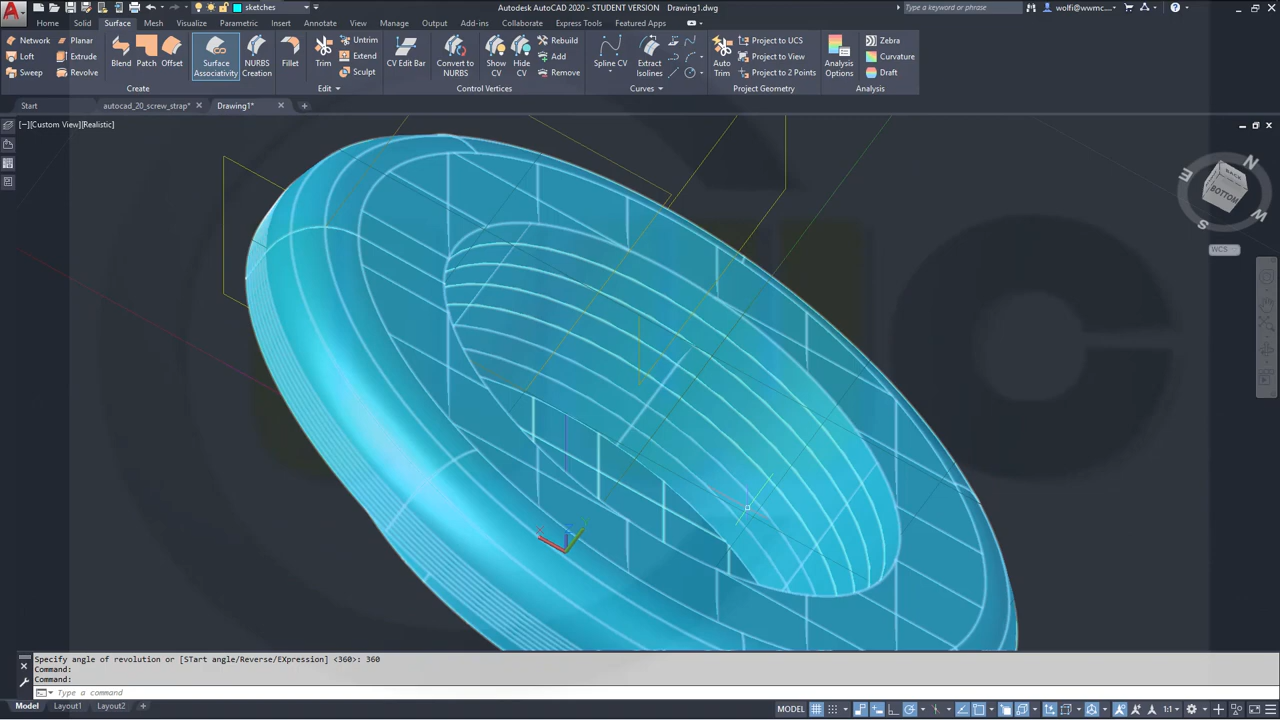 sketches
Autodesk AutoCAD 2020 - STUDENT VERSION Drawing1.dwg
Type a keyword or phrase
wolfi@wwmc...
Home Solid Surface Mesh Visualize Parametric Insert Annotate View Manage Output Add-ins Collaborate Express Tools Featured Apps
Network Planar
Loft Extrude
Sweep Revolve
Blend Patch Offset
Surface
Associativity
NURBS
Creation
Fillet
Trim
Untrim
Extend
Sculpt
CV Edit Bar
Convert to
NURBS
Show
CV
Hide
CV
Rebuild
Add
Remove
Spline CV
Extract
Isolines
Auto
Trim
Project to UCS
Project to View
Project to 2 Points
Analysis
Options
Zebra
Curvature
Draft
Create Edit Control Vertices Curves Project Geometry Analysis
Start autocad_20_screw_strap* Drawing1*
[−][Custom View][Realistic]
N
E
W
S
BACK
BOTTOM
WCS
X
Specify angle of revolution or [STart angle/Reverse/EXpression] <360>: 360
Command:
Command:
Type a command
Model Layout1 Layout2
MODEL
1:1